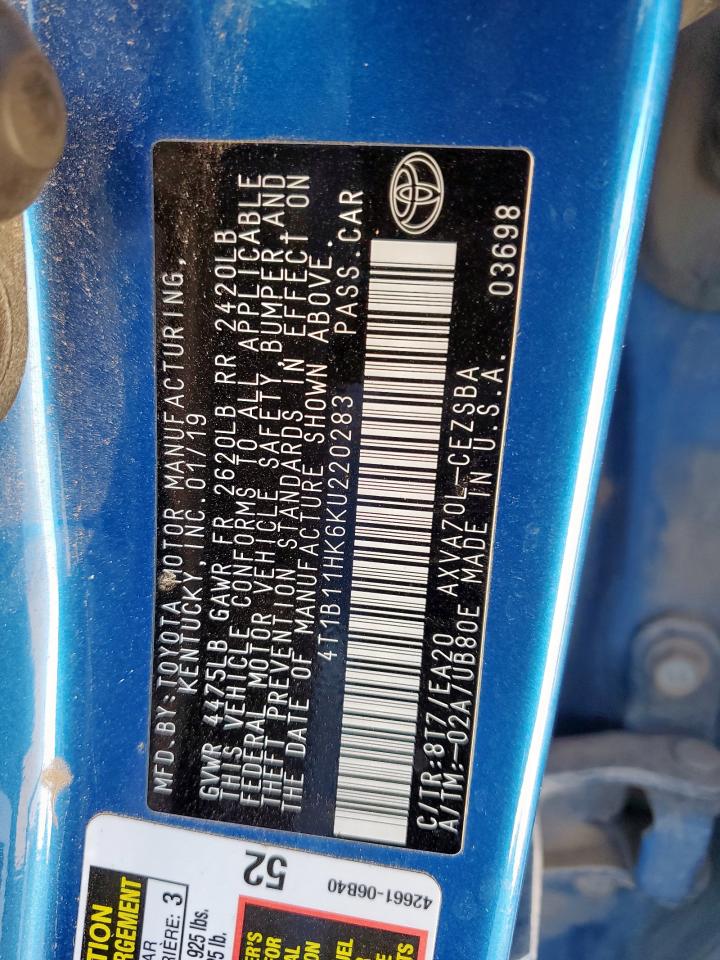 MFD.BY:TOYOTA MOTOR MANUFACTURING,
KENTUCKY, INC. 01/19
GVWR 4475LB GAWR FR 2620LB RR 2420LB
THIS VEHICLE CONFORMS TO ALL APPLICABLE
FEDERAL MOTOR VEHICLE SAFETY, BUMPER,AND
THEFT PREVENTION STANDARDS IN EFFECT ON
THE DATE OF MANUFACTURE SHOWN ABOVE.
4T1B11HK6KU220283 PASS.CAR
C/TR:8T7/EA20 AXVA70L-CEZSBA
A/TM:-02A/UB80E MADE IN U.S.A. 03698
52
42661-06B40
3
925 lbs.